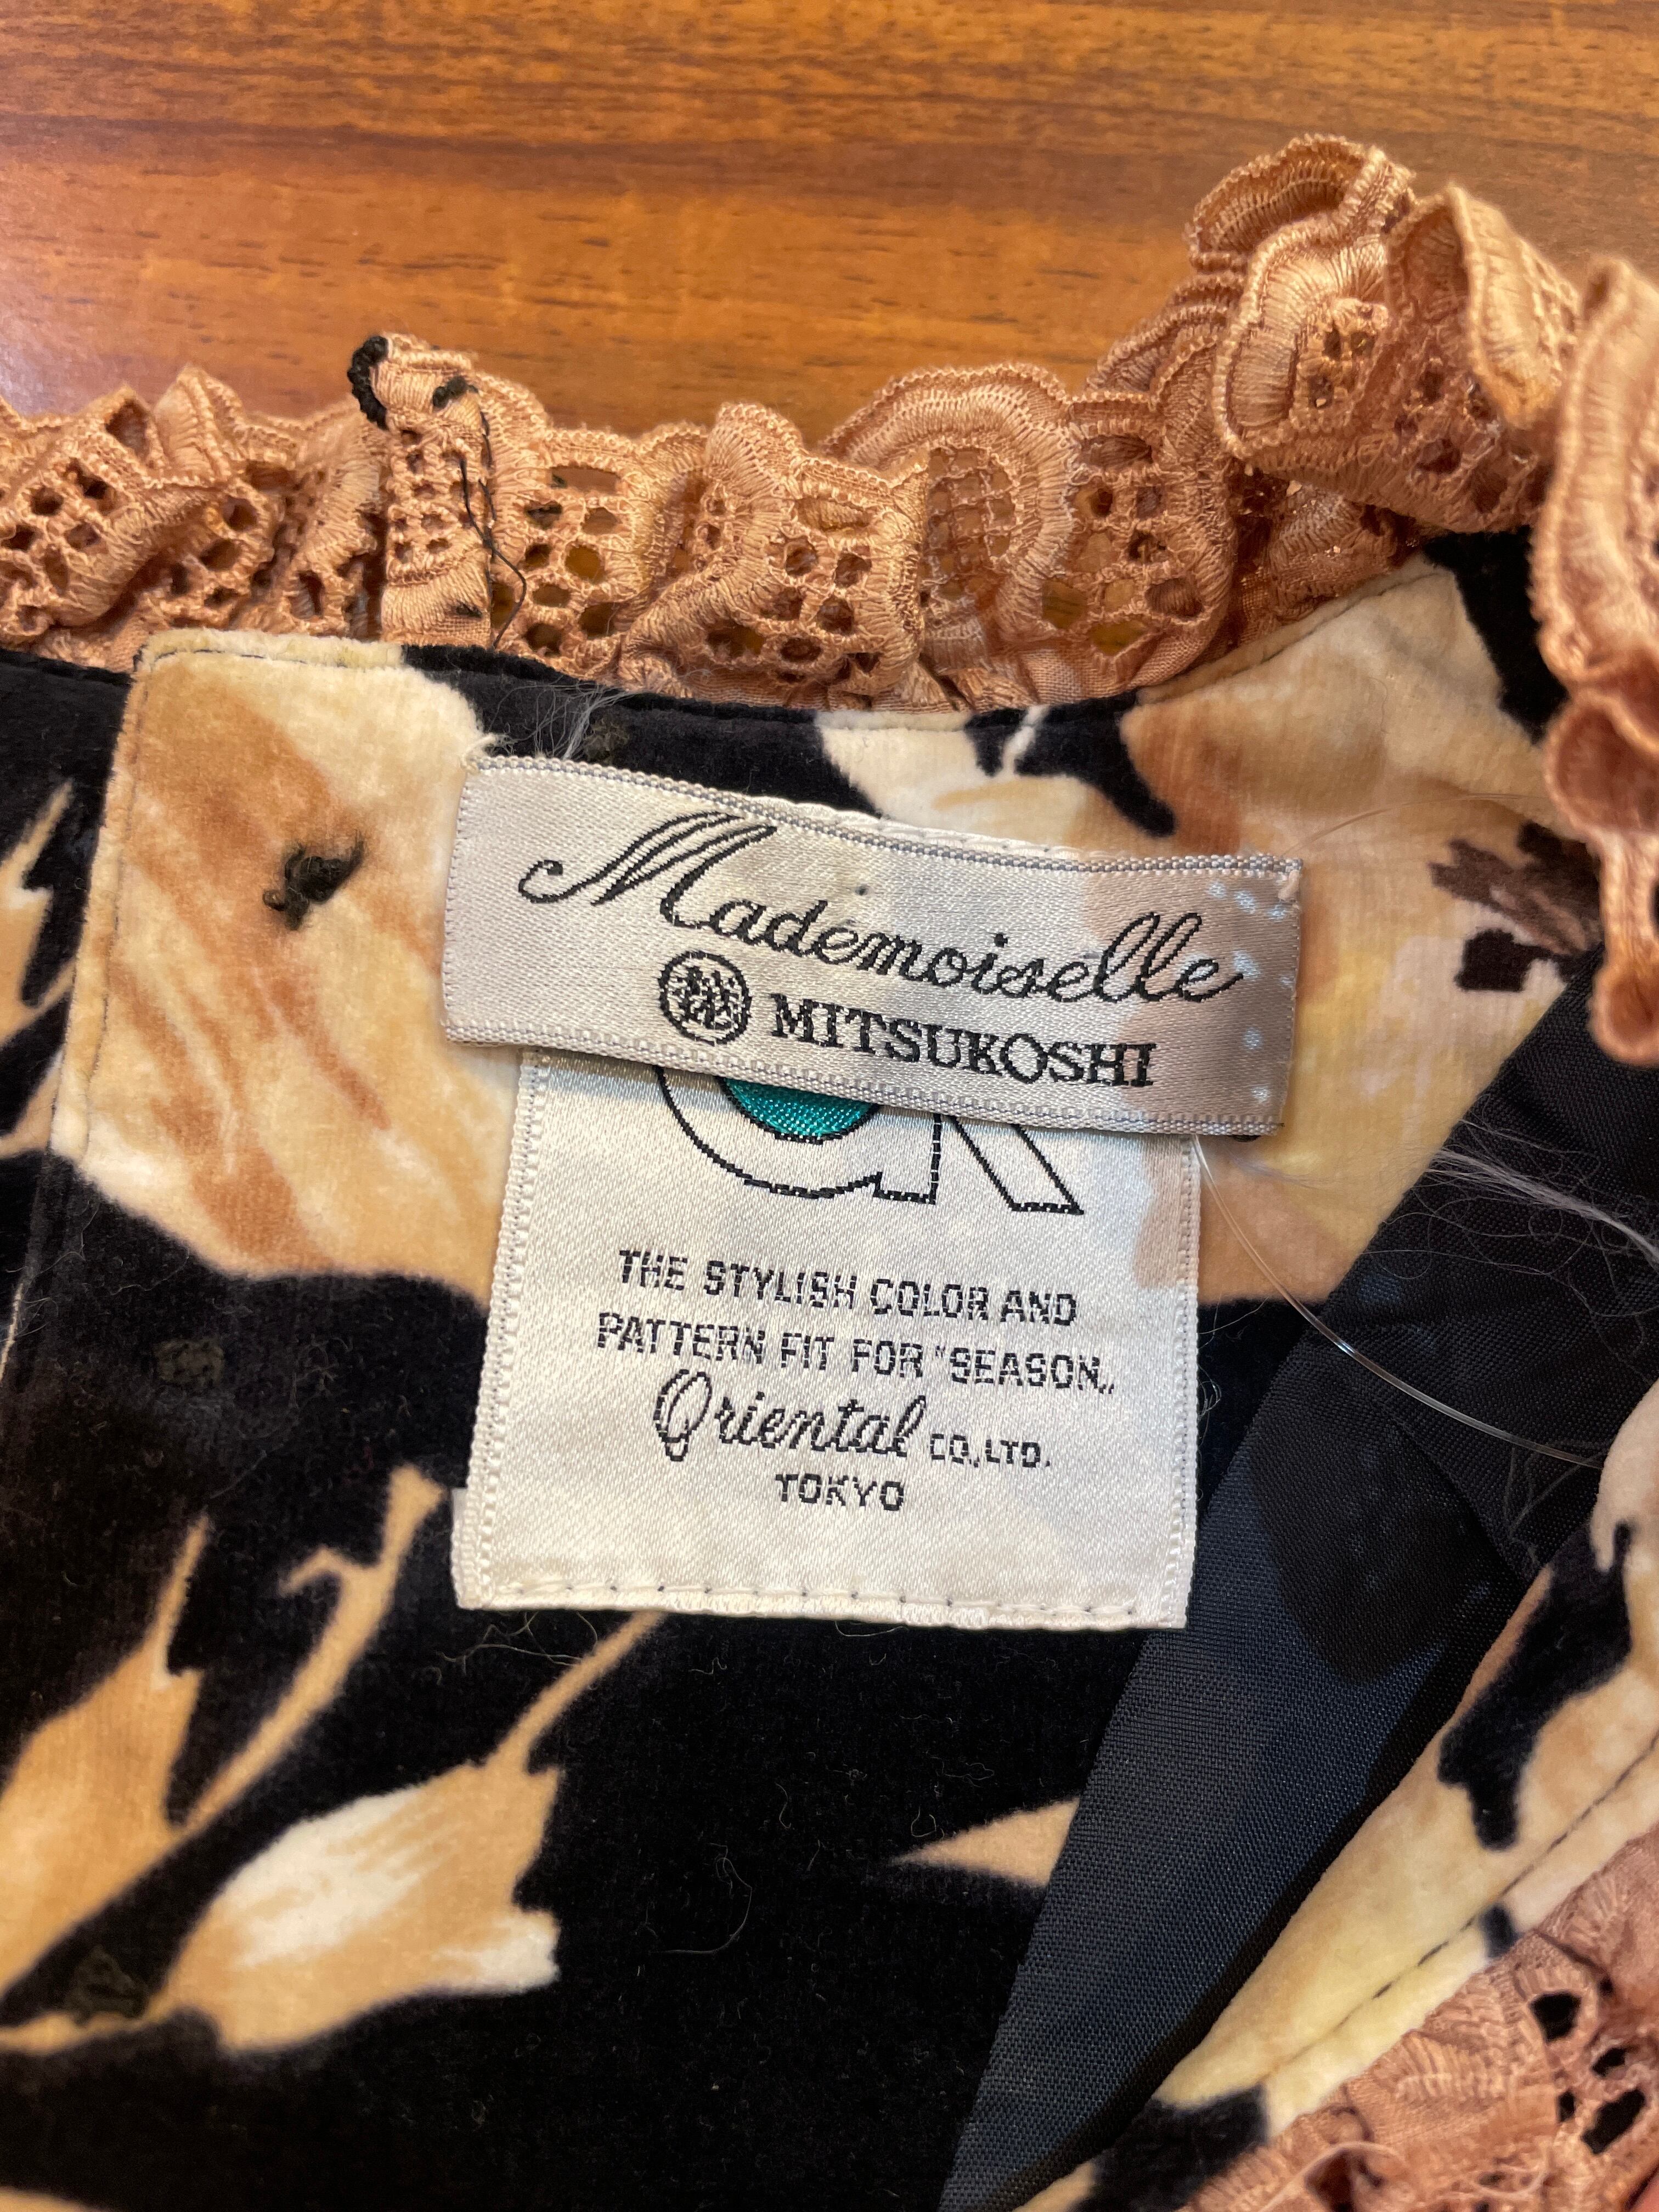 Mademoiselle
MITSUKOSHI
THE STYLISH COLOR AND
PATTERN FIT FOR "SEASON„
Oriental CO.,LTD.
TOKYO